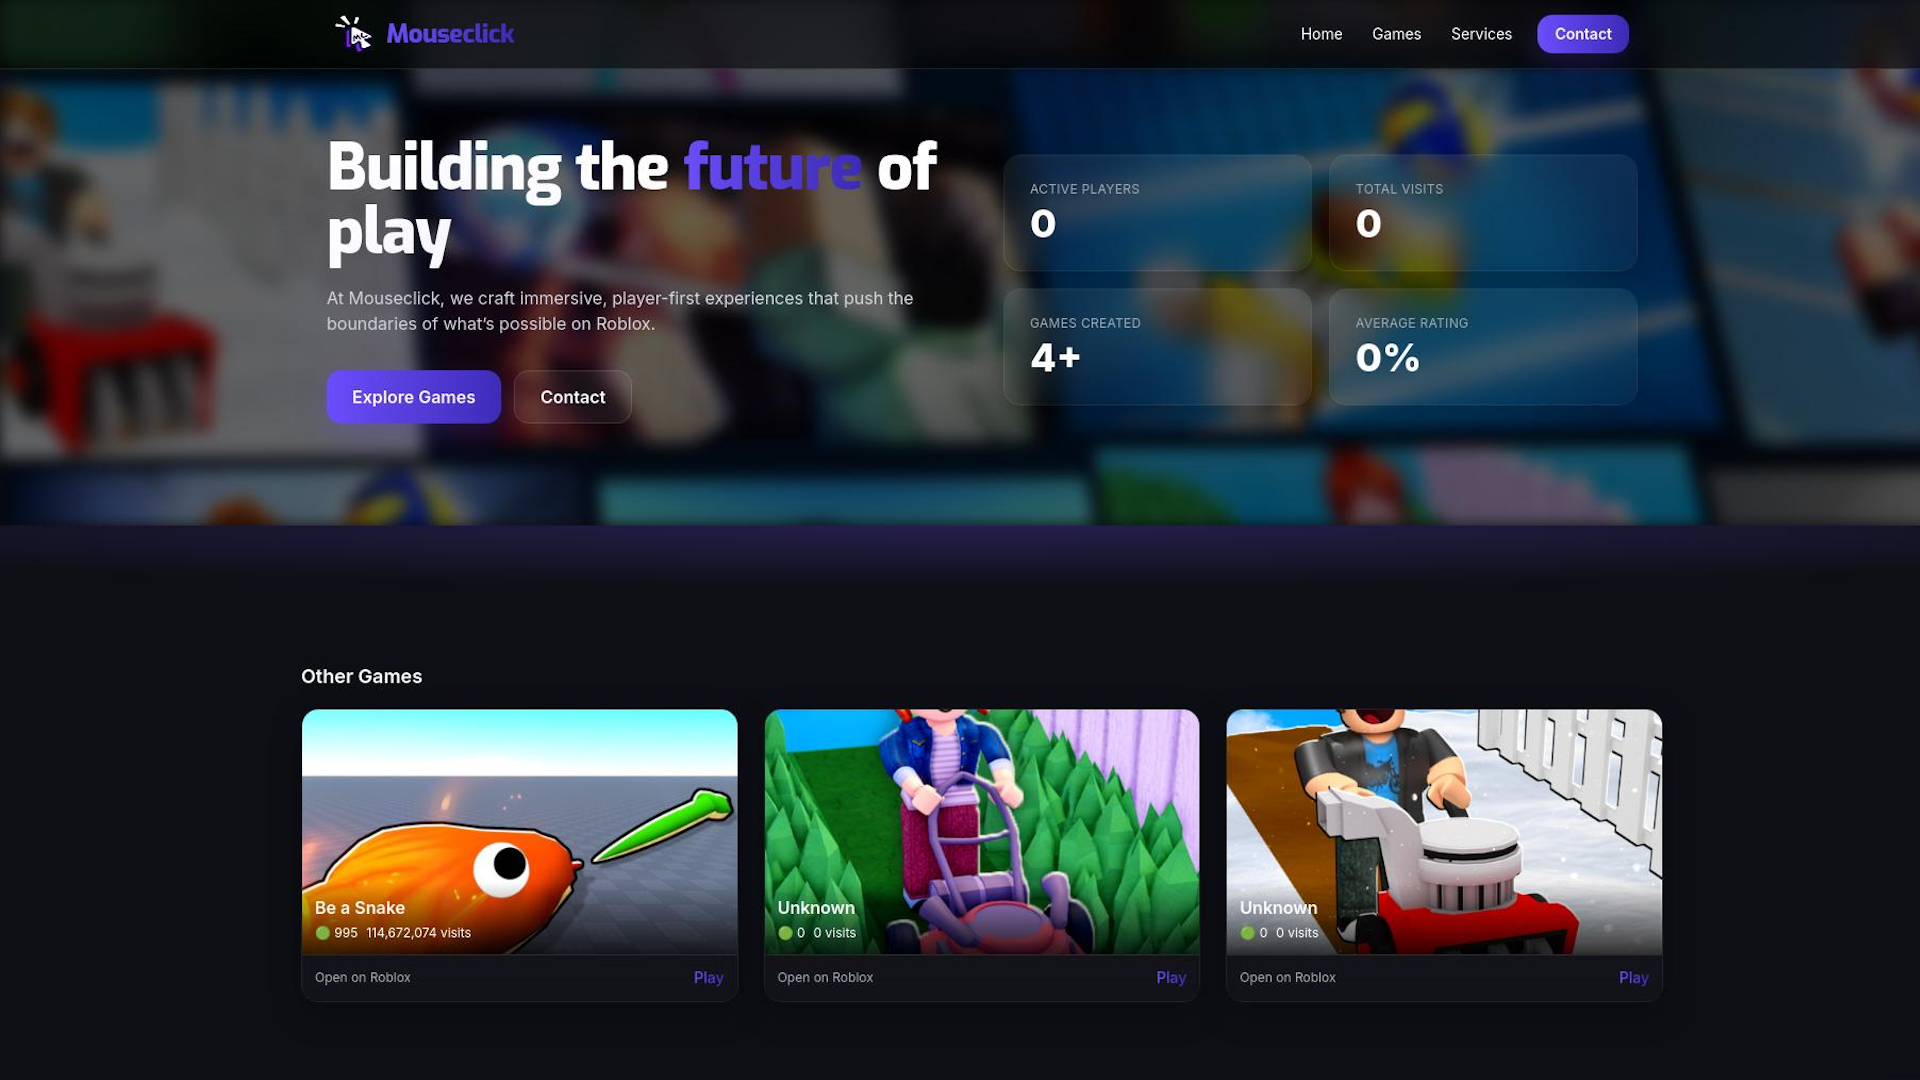 Mouseclick
Home
Games
Services
Contact
Building the future of
play
At Mouseclick, we craft immersive, player-first experiences that push the
boundaries of what’s possible on Roblox.
Explore Games
Contact
ACTIVE PLAYERS
0
TOTAL VISITS
0
GAMES CREATED
4+
AVERAGE RATING
0%
Other Games
Be a Snake
995 114,672,074 visits
Open on Roblox
Play
Unknown
0 0 visits
Open on Roblox
Play
Unknown
0 0 visits
Open on Roblox
Play